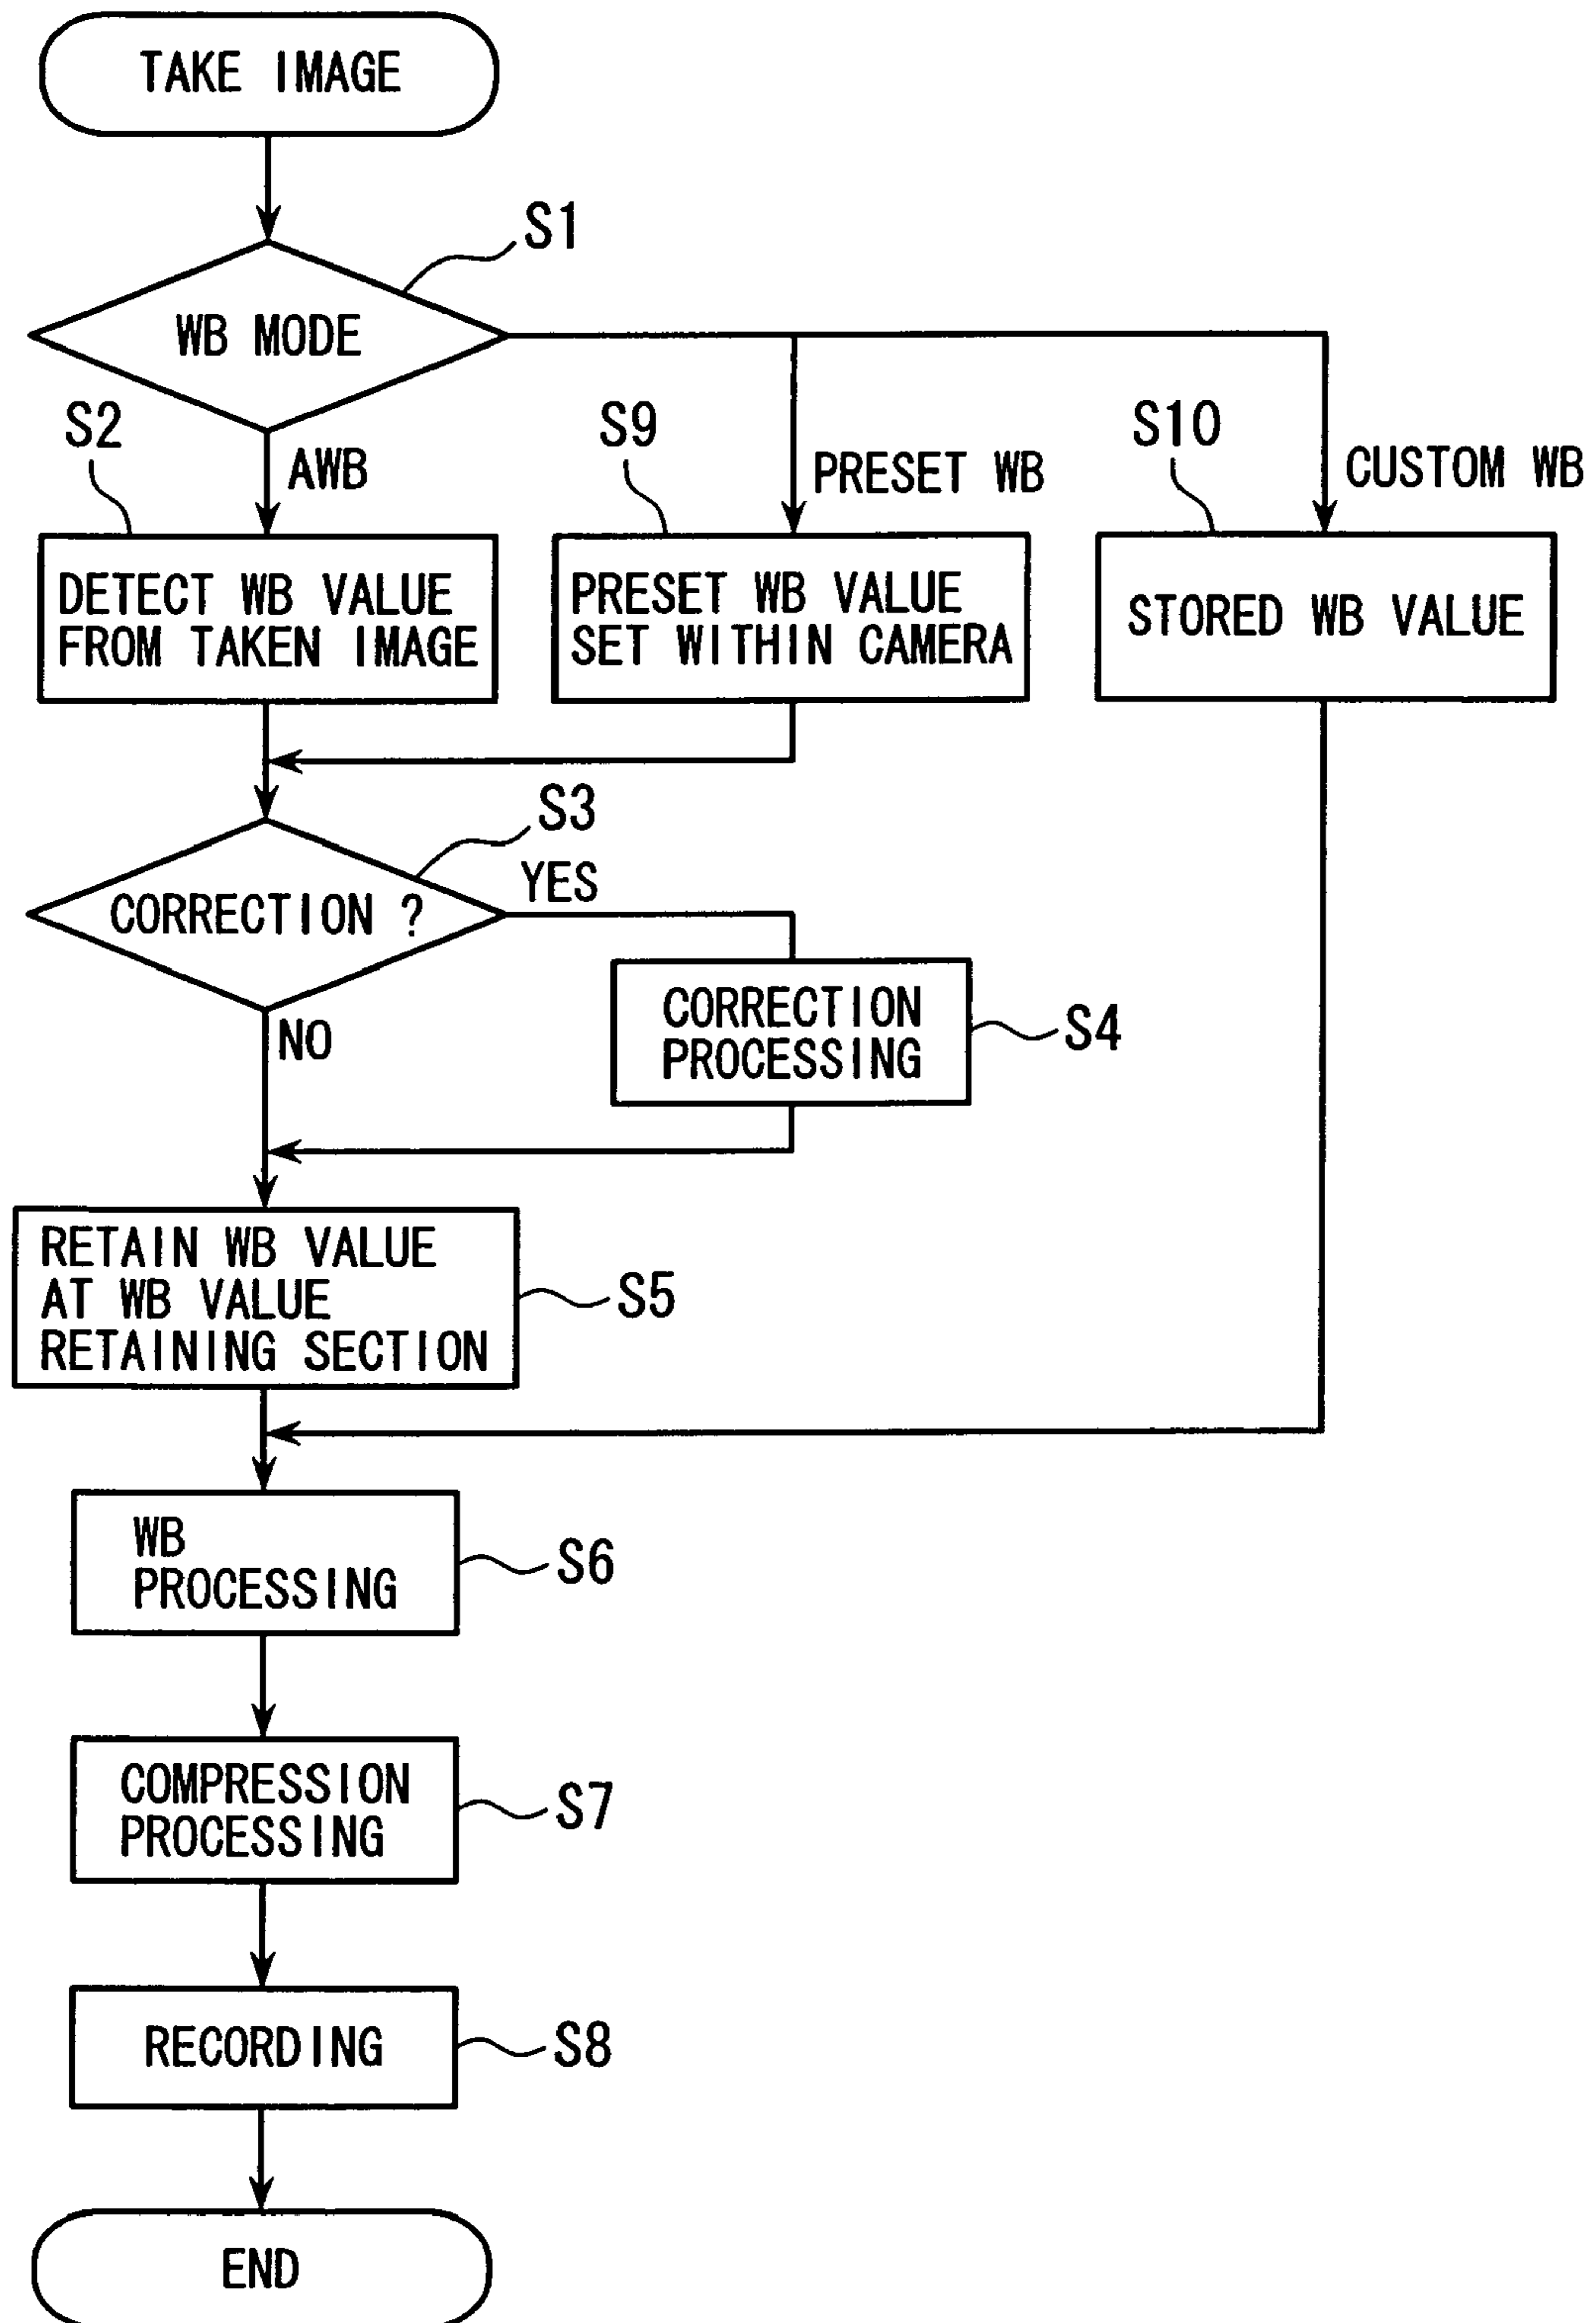 TAKE IMAGE
S1
WB MODE
S2
AWB
S9
PRESET WB
S10
CUSTOM WB
DETECT WB VALUE
FROM TAKEN IMAGE
PRESET WB VALUE
SET WITHIN CAMERA
STORED WB VALUE
S3
CORRECTION ?
YES
NO
CORRECTION
PROCESSING
S4
RETAIN WB VALUE
AT WB VALUE
RETAINING SECTION
S5
WB
PROCESSING
S6
COMPRESSION
PROCESSING
S7
RECORDING
S8
END